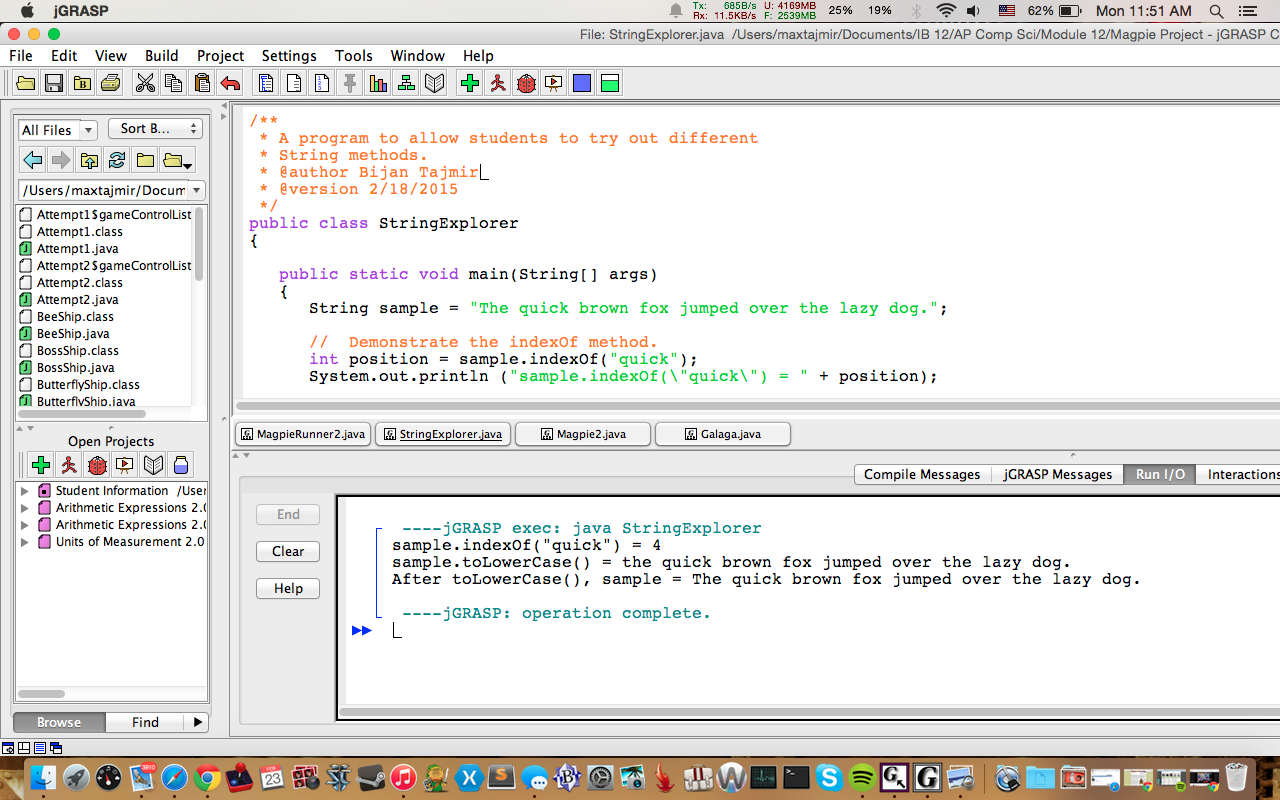 jGRASP
Tx: 685B/s U: 4169MB
Rx: 11.5KB/s F: 2539MB
25% 19% 62% Mon 11:51 AM
File: StringExplorer.java /Users/maxtajmir/Documents/IB 12/AP Comp Sci/Module 12/Magpie Project - jGRASP C
File Edit View Build Project Settings Tools Window Help
All Files Sort B...
/Users/maxtajmir/Docum
Attempt1$gameControlList
Attempt1.class
Attempt1.java
Attempt2$gameControlList
Attempt2.class
Attempt2.java
BeeShip.class
BeeShip.java
BossShip.class
BossShip.java
ButterflyShip.class
ButterflyShip.java
Open Projects
Student Information /User
Arithmetic Expressions 2.0
Arithmetic Expressions 2.0
Units of Measurement 2.0
Browse Find
/**
* A program to allow students to try out different
* String methods.
* @author Bijan Tajmir
* @version 2/18/2015
*/
public class StringExplorer
{
public static void main(String[] args)
{
String sample = "The quick brown fox jumped over the lazy dog.";
// Demonstrate the indexOf method.
int position = sample.indexOf("quick");
System.out.println ("sample.indexOf(\"quick\") = " + position);
MagpieRunner2.java StringExplorer.java Magpie2.java Galaga.java
Compile Messages jGRASP Messages Run I/O Interactions
End
Clear
Help
----jGRASP exec: java StringExplorer
sample.indexOf("quick") = 4
sample.toLowerCase() = the quick brown fox jumped over the lazy dog.
After toLowerCase(), sample = The quick brown fox jumped over the lazy dog.
----jGRASP: operation complete.
3910
FEB
23